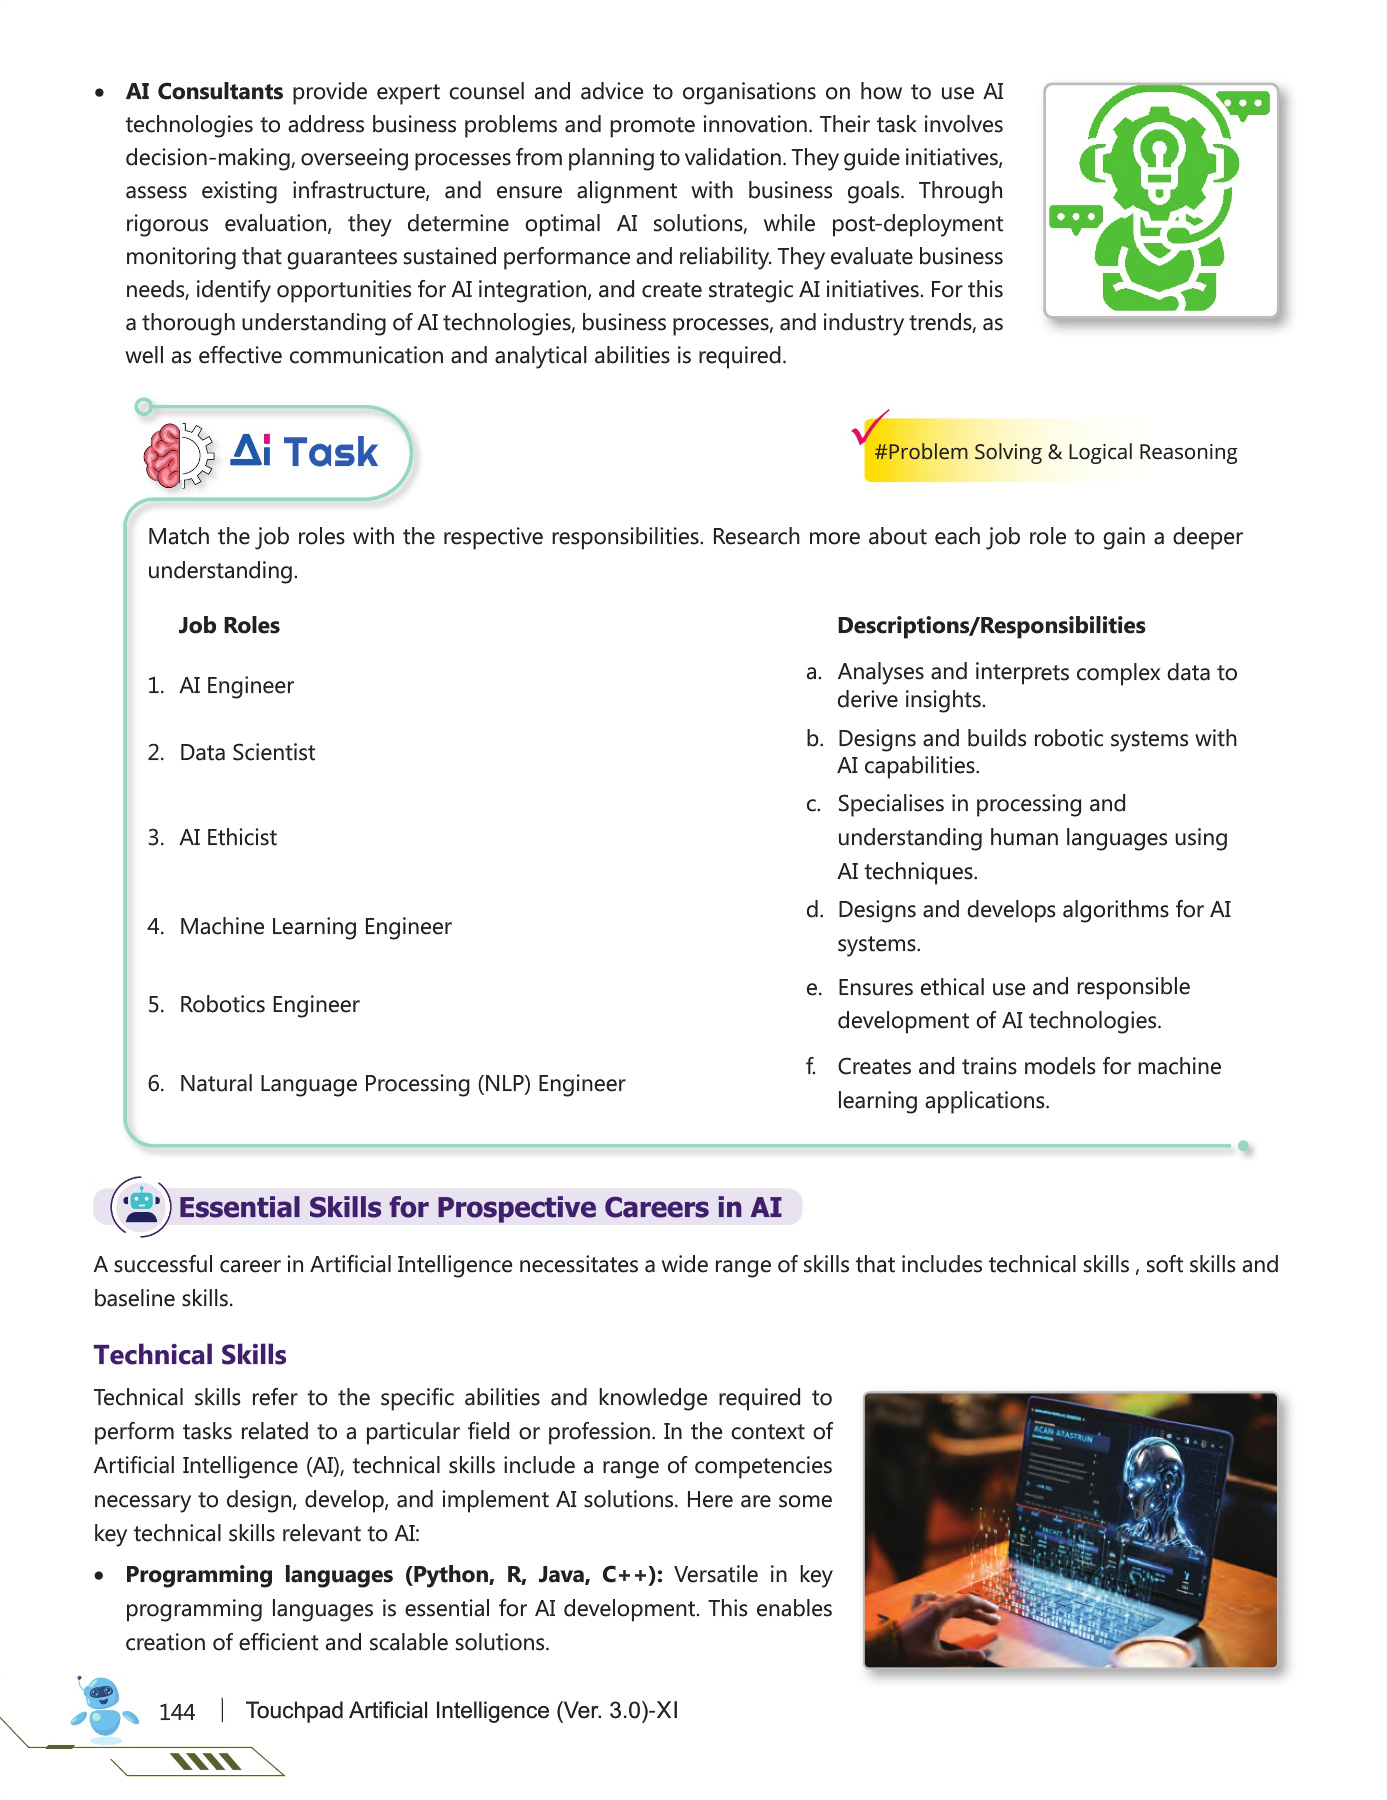 • AI Consultants provide expert counsel and advice to organisations on how to use AI
technologies to address business problems and promote innovation. Their task involves
decision-making, overseeing processes from planning to validation. They guide initiatives,
assess existing infrastructure, and ensure alignment with business goals. Through
rigorous evaluation, they determine optimal AI solutions, while post-deployment
monitoring that guarantees sustained performance and reliability. They evaluate business
needs, identify opportunities for AI integration, and create strategic AI initiatives. For this
a thorough understanding of AI technologies, business processes, and industry trends, as
well as effective communication and analytical abilities is required.
Ai Task
#Problem Solving & Logical Reasoning
Match the job roles with the respective responsibilities. Research more about each job role to gain a deeper
understanding.
Job Roles
Descriptions/Responsibilities
1. AI Engineer
a. Analyses and interprets complex data to
derive insights.
2. Data Scientist
b. Designs and builds robotic systems with
AI capabilities.
3. AI Ethicist
c. Specialises in processing and
understanding human languages using
AI techniques.
4. Machine Learning Engineer
d. Designs and develops algorithms for AI
systems.
5. Robotics Engineer
e. Ensures ethical use and responsible
development of AI technologies.
6. Natural Language Processing (NLP) Engineer
f. Creates and trains models for machine
learning applications.
Essential Skills for Prospective Careers in AI
A successful career in Artificial Intelligence necessitates a wide range of skills that includes technical skills , soft skills and
baseline skills.
Technical Skills
Technical skills refer to the specific abilities and knowledge required to
perform tasks related to a particular field or profession. In the context of
Artificial Intelligence (AI), technical skills include a range of competencies
necessary to design, develop, and implement AI solutions. Here are some
key technical skills relevant to AI:
• Programming languages (Python, R, Java, C++): Versatile in key
programming languages is essential for AI development. This enables
creation of efficient and scalable solutions.
ACAN ATASTRUN
144 | Touchpad Artificial Intelligence (Ver. 3.0)-XI